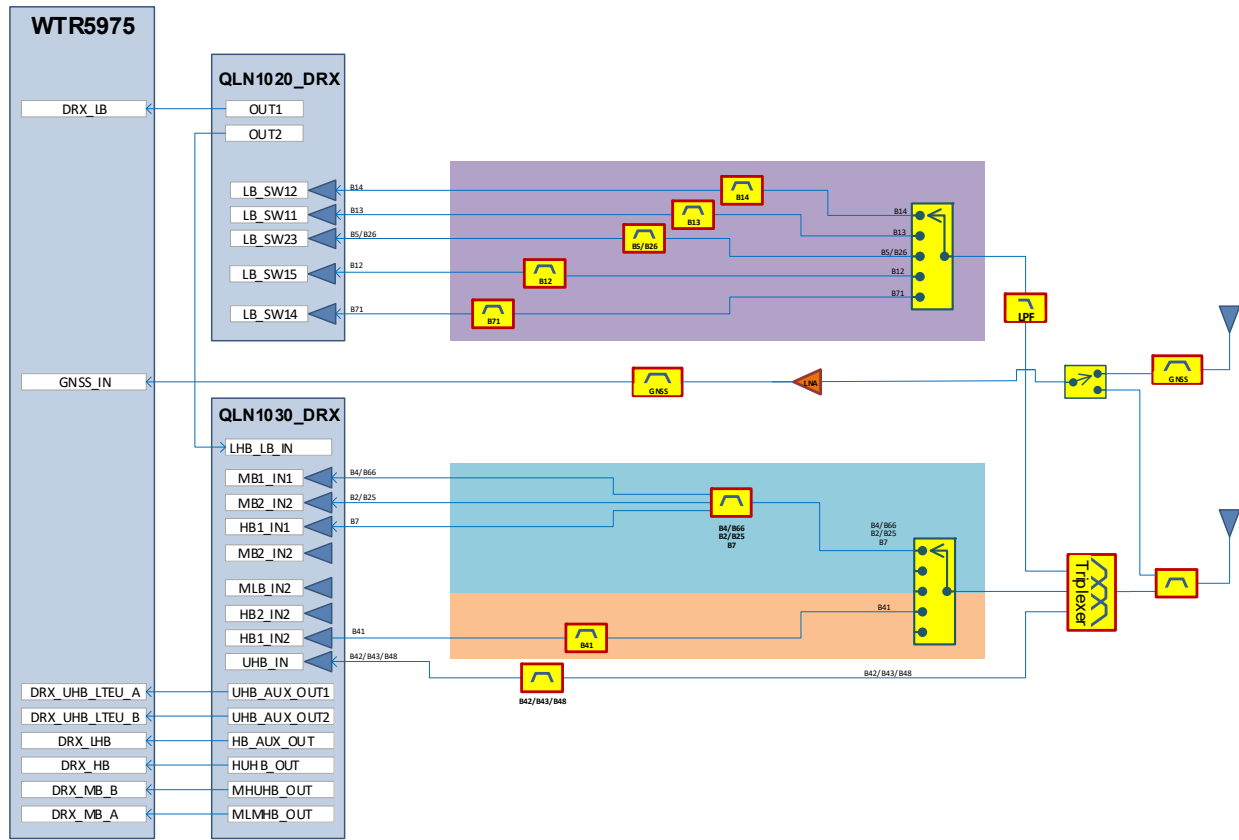 WTR5975
QLN1020_DRX
DRX_LB
OUT1
OUT2
LB_SW12
B14
B14
B14
LB_SW11
B13
B13
B13
LB_SW23
B5/B26
B5/B26
B5/B26
LB_SW15
B12
B12
B12
LB_SW14
B71
B71
B71
LPF
GNSS_IN
GNSS
LNA
GNSS
QLN1030_DRX
LHB_LB_IN
MB1_IN1
B4/B66
MB2_IN2
B2/B25
HB1_IN1
B7
B4/B66
B2/B25
B7
B4/B66
B2/B25
B7
MB2_IN2
MLB_IN2
HB2_IN2
HB1_IN2
B41
B41
B41
Triplexer
UHB_IN
B42/B43/B48
B42/B43/B48
B42/B43/B48
DRX_UHB_LTEU_A
UHB_AUX_OUT1
DRX_UHB_LTEU_B
UHB_AUX_OUT2
DRX_LHB
HB_AUX_OUT
DRX_HB
HUHB_OUT
DRX_MB_B
MHUHB_OUT
DRX_MB_A
MLMHB_OUT